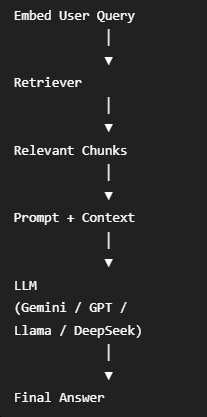 Embed User Query
Retriever
Relevant Chunks
Prompt + Context
LLM
(Gemini / GPT /
Llama / DeepSeek)
Final Answer